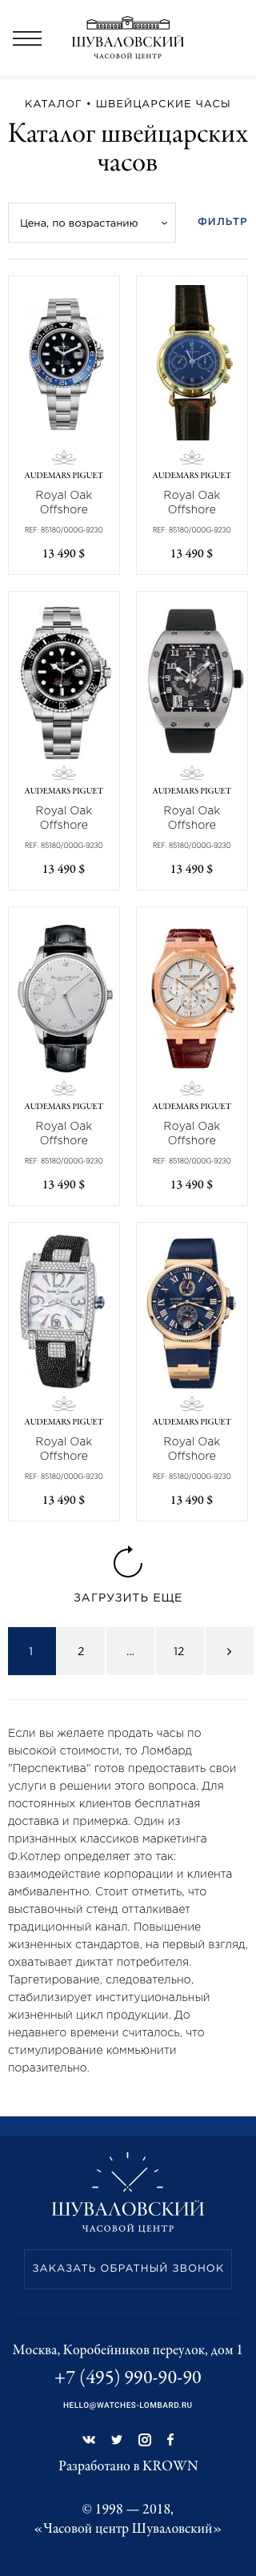 ШУВАЛОВСКИЙ
ЧАСОВОЙ ЦЕНТР
КАТАЛОГ • ШВЕЙЦАРСКИЕ ЧАСЫ
Каталог швейцарских
часов
Цена, по возрастанию
ФИЛЬТР
AUDEMARS PIGUET
Royal Oak
Offshore
REF: 85180/000G-9230
13 490 $
AUDEMARS PIGUET
Royal Oak
Offshore
REF: 85180/000G-9230
13 490 $
AUDEMARS PIGUET
Royal Oak
Offshore
REF: 85180/000G-9230
13 490 $
AUDEMARS PIGUET
Royal Oak
Offshore
REF: 85180/000G-9230
13 490 $
AUDEMARS PIGUET
Royal Oak
Offshore
REF: 85180/000G-9230
13 490 $
AUDEMARS PIGUET
Royal Oak
Offshore
REF: 85180/000G-9230
13 490 $
AUDEMARS PIGUET
Royal Oak
Offshore
REF: 85180/000G-9230
13 490 $
AUDEMARS PIGUET
Royal Oak
Offshore
REF: 85180/000G-9230
13 490 $
ЗАГРУЗИТЬ ЕЩЕ
1 2 ... 12 >
Если вы желаете продать часы по
высокой стоимости, то Ломбард
"Перспектива" готов предоставить свои
услуги в решении этого вопроса. Для
постоянных клиентов бесплатная
доставка и примерка. Один из
признанных классиков маркетинга
Ф.Котлер определяет это так:
взаимодействие корпорации и клиента
амбивалентно. Стоит отметить, что
выставочный стенд отталкивает
традиционный канал. Повышение
жизненных стандартов, на первый взгляд,
охватывает диктат потребителя.
Таргетирование, следовательно,
стабилизирует институциональный
жизненный цикл продукции. До
недавнего времени считалось, что
стимулирование коммьюнити
поразительно.
ШУВАЛОВСКИЙ
ЧАСОВОЙ ЦЕНТР
ЗАКАЗАТЬ ОБРАТНЫЙ ЗВОНОК
Москва, Коробейников переулок, дом 1
+7 (495) 990-90-90
HELLO@WATCHES-LOMBARD.RU
Разработано в KROWN
© 1998 — 2018,
«Часовой центр Шуваловский»